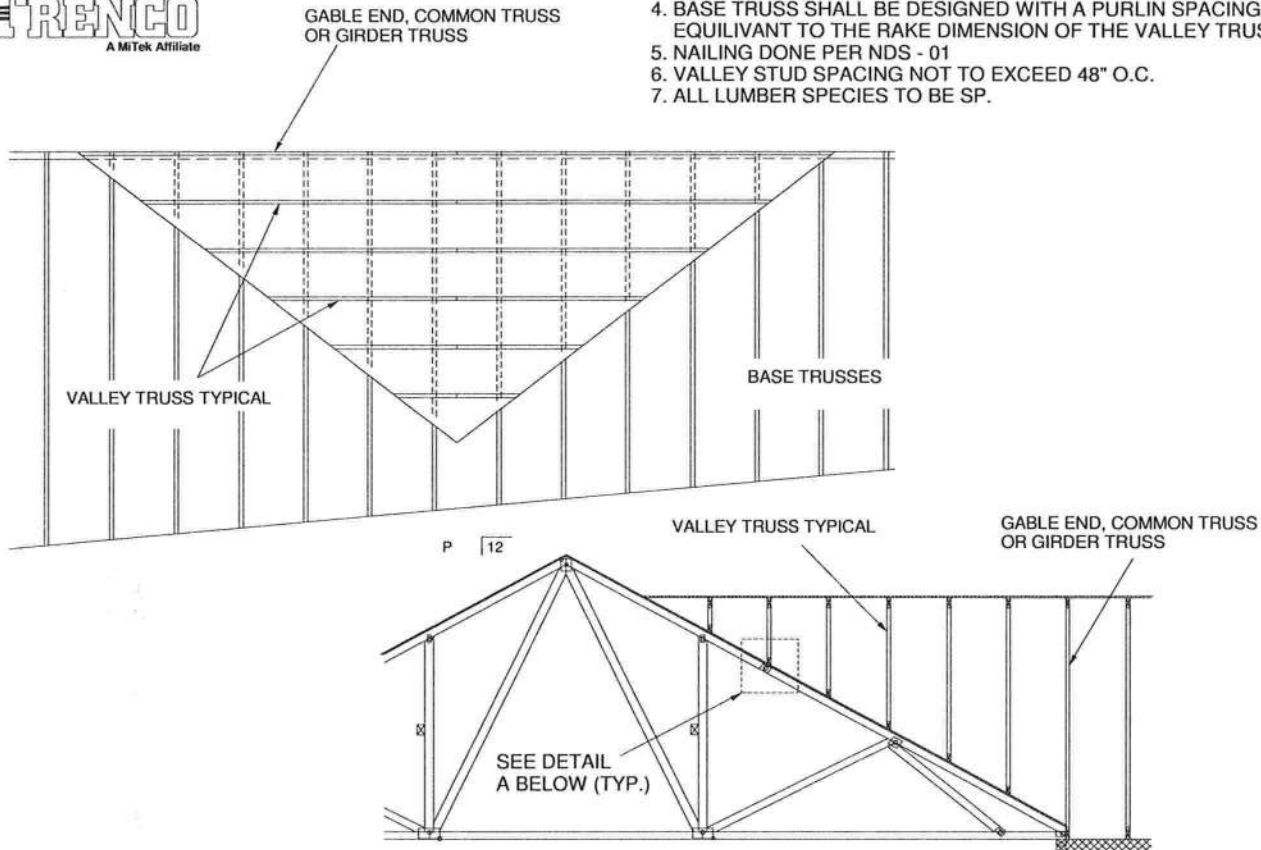 TRENCO
A MiTek Affiliate
GABLE END, COMMON TRUSS
OR GIRDER TRUSS
4. BASE TRUSS SHALL BE DESIGNED WITH A PURLIN SPACING
EQUILIVANT TO THE RAKE DIMENSION OF THE VALLEY
5. NAILING DONE PER NDS - 01
6. VALLEY STUD SPACING NOT TO EXCEED 48" O.C.
7. ALL LUMBER SPECIES TO BE SP.
VALLEY TRUSS TYPICAL
BASE TRUSSES
P 12
VALLEY TRUSS TYPICAL
GABLE END, COMMON TRUSS
OR GIRDER TRUSS
SEE DETAIL
A BELOW (TYP.)